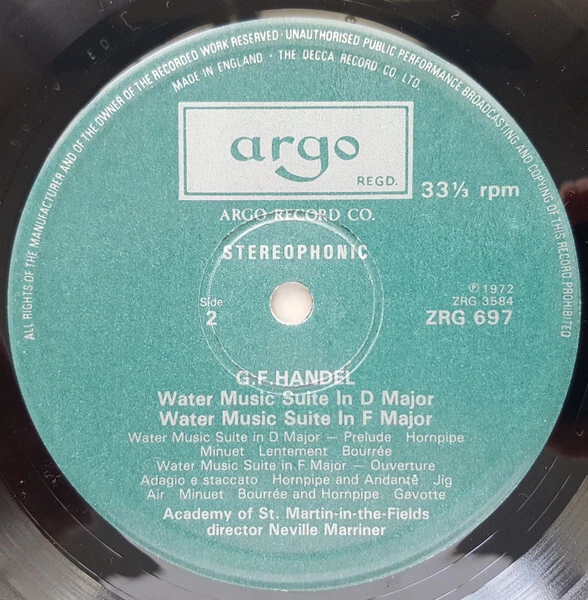 ALL RIGHTS OF THE MANUFACTURER AND OF THE OWNER OF THE RECORDED WORK RESERVED · UNAUTHORISED PUBLIC PERFORMANCE BROADCASTING AND COPYING OF THIS RECORD PROHIBITED
MADE IN ENGLAND · THE DECCA RECORD CO. LTD.
argo
REGD.
33⅓ rpm
ARGO RECORD CO.
STEREOPHONIC
Side
2
℗ 1972
ZRG 3584
ZRG 697
G.F.HANDEL
Water Music Suite In D Major
Water Music Suite In F Major
Water Music Suite in D Major — Prelude Hornpipe
Minuet Lentement Bourrée
Water Music Suite in F Major — Ouverture
Adagio e staccato Hornpipe and Andante Jig
Air Minuet Bourrée and Hornpipe Gavotte
Academy of St. Martin-in-the-Fields
director Neville Marriner